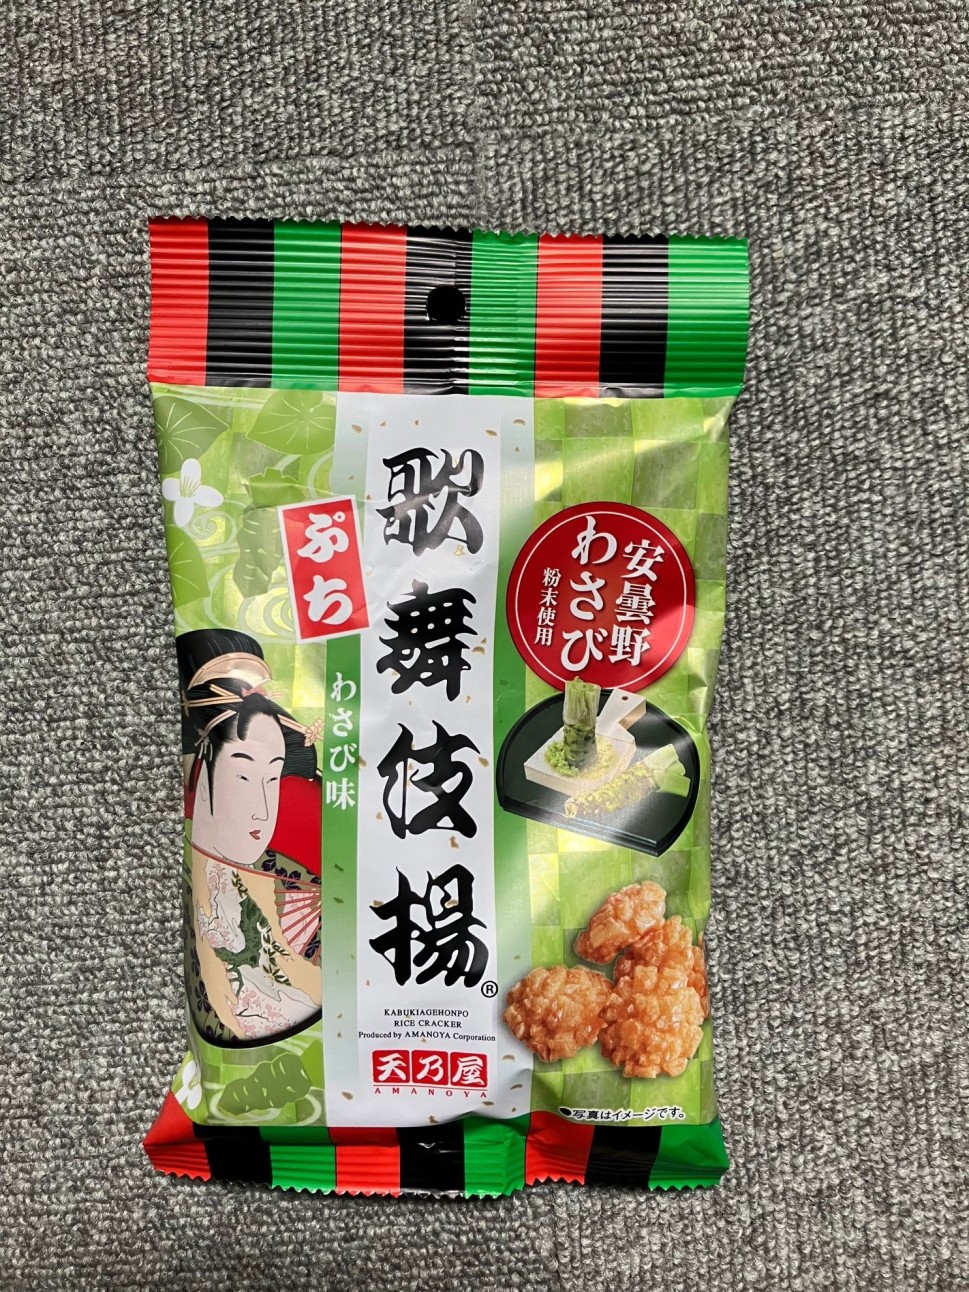 歌舞伎揚®
ぷち
わさび味
安曇野
わさび
粉末使用
KABUKIAGEHONPO
RICE CRACKER
Produced by AMANOYA Corporation
天乃屋
AMANOYA
●写真はイメージです。